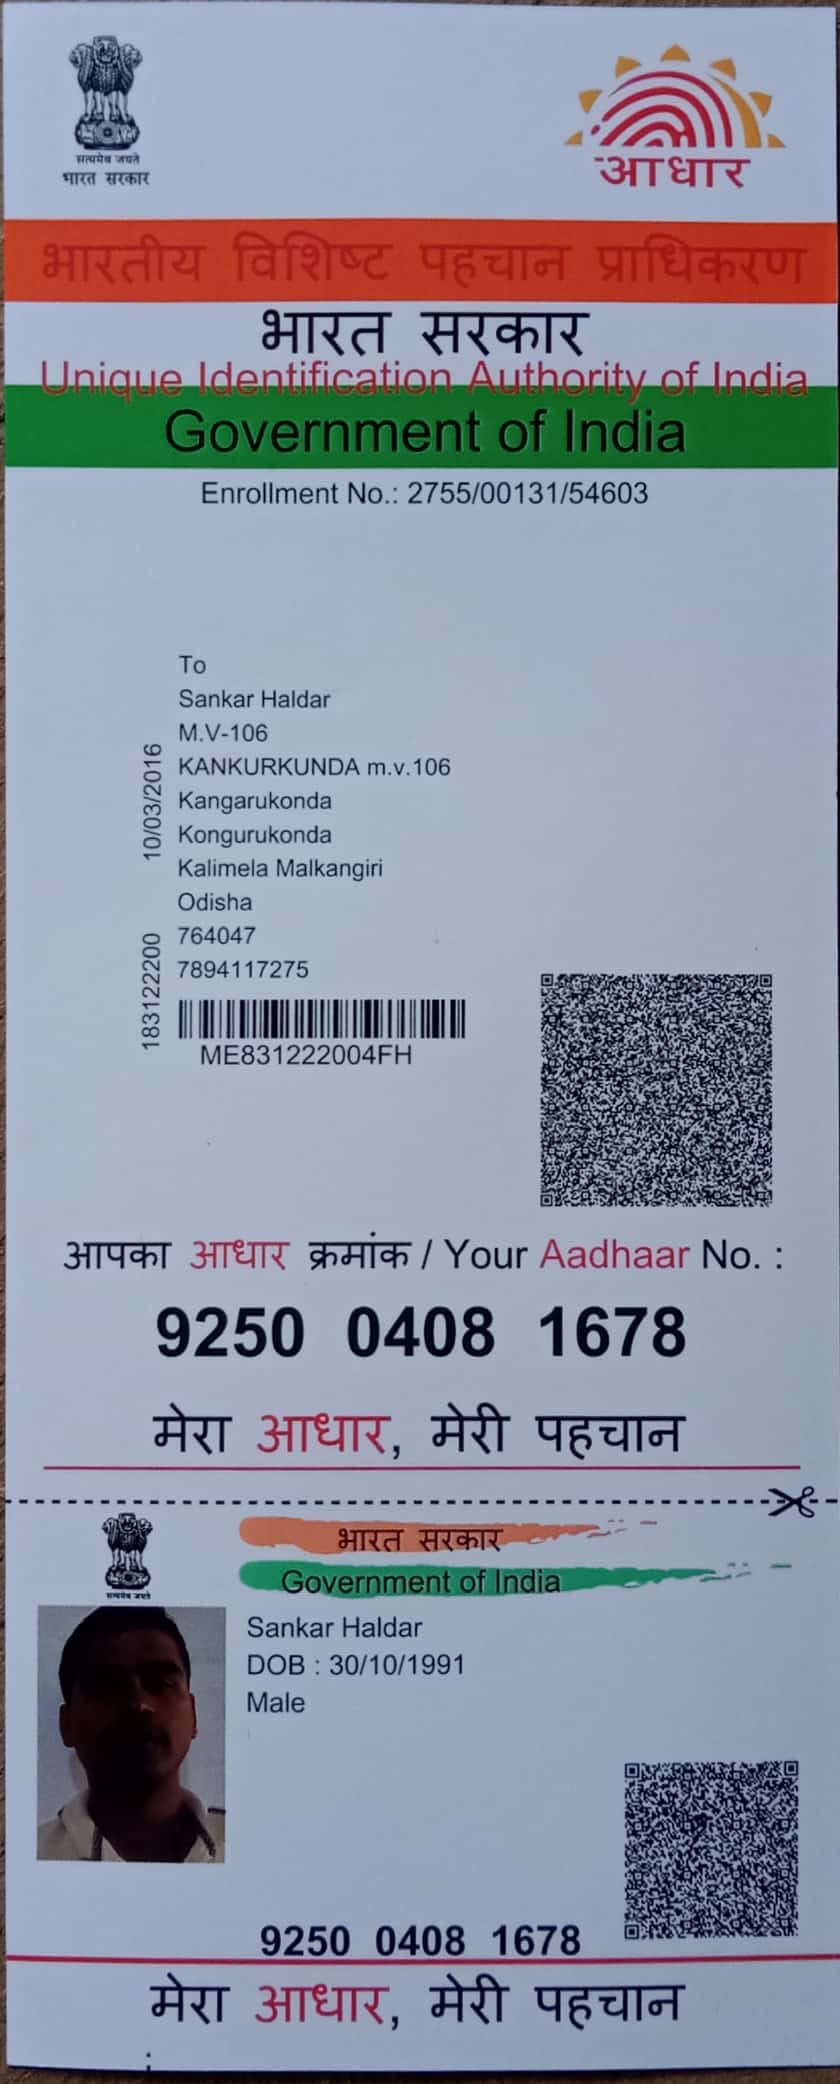 सत्यमेव जयते
भारत सरकार
आधार
भारतीय विशिष्ट पहचान प्राधिकरण
भारत सरकार
Unique Identification Authority of India
Government of India
Enrollment No.: 2755/00131/54603
To
Sankar Haldar
M.V-106
KANKURKUNDA m.v.106
Kangarukonda
Kongurukonda
Kalimela Malkangiri
Odisha
764047
7894117275
10/03/2016
183122200
ME831222004FH
आपका आधार क्रमांक / Your Aadhaar No. :
9250 0408 1678
मेरा आधार, मेरी पहचान
सत्यमेव जयते
भारत सरकार
Government of India
Sankar Haldar
DOB : 30/10/1991
Male
9250 0408 1678
मेरा आधार, मेरी पहचान